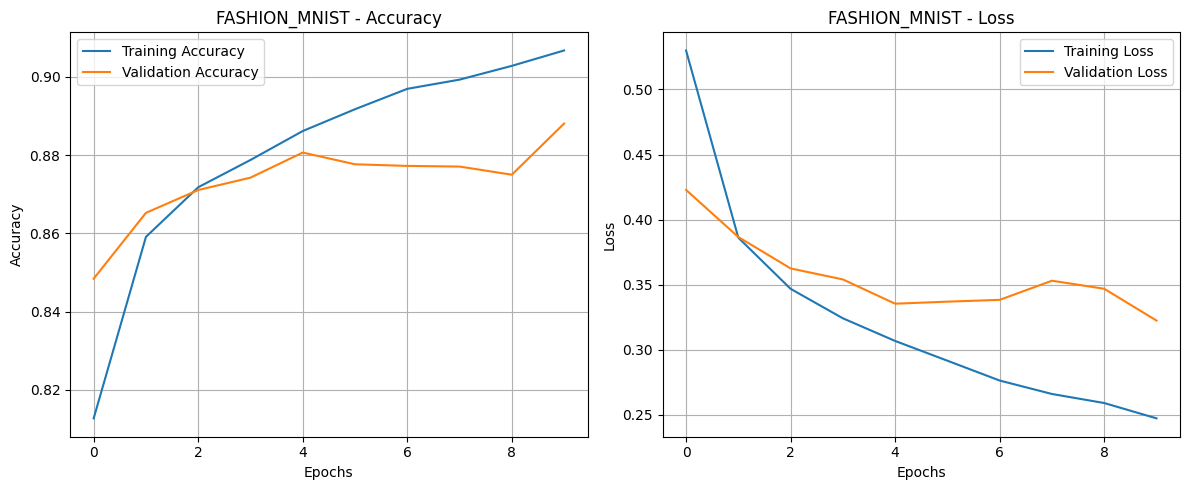 FASHION_MNIST - Accuracy
Training Accuracy
Validation Accuracy
0.90
0.88
0.86
0.84
0.82
Accuracy
0 2 4 6 8
Epochs
FASHION_MNIST - Loss
Training Loss
Validation Loss
0.50
0.45
0.40
0.35
0.30
0.25
Loss
0 2 4 6 8
Epochs